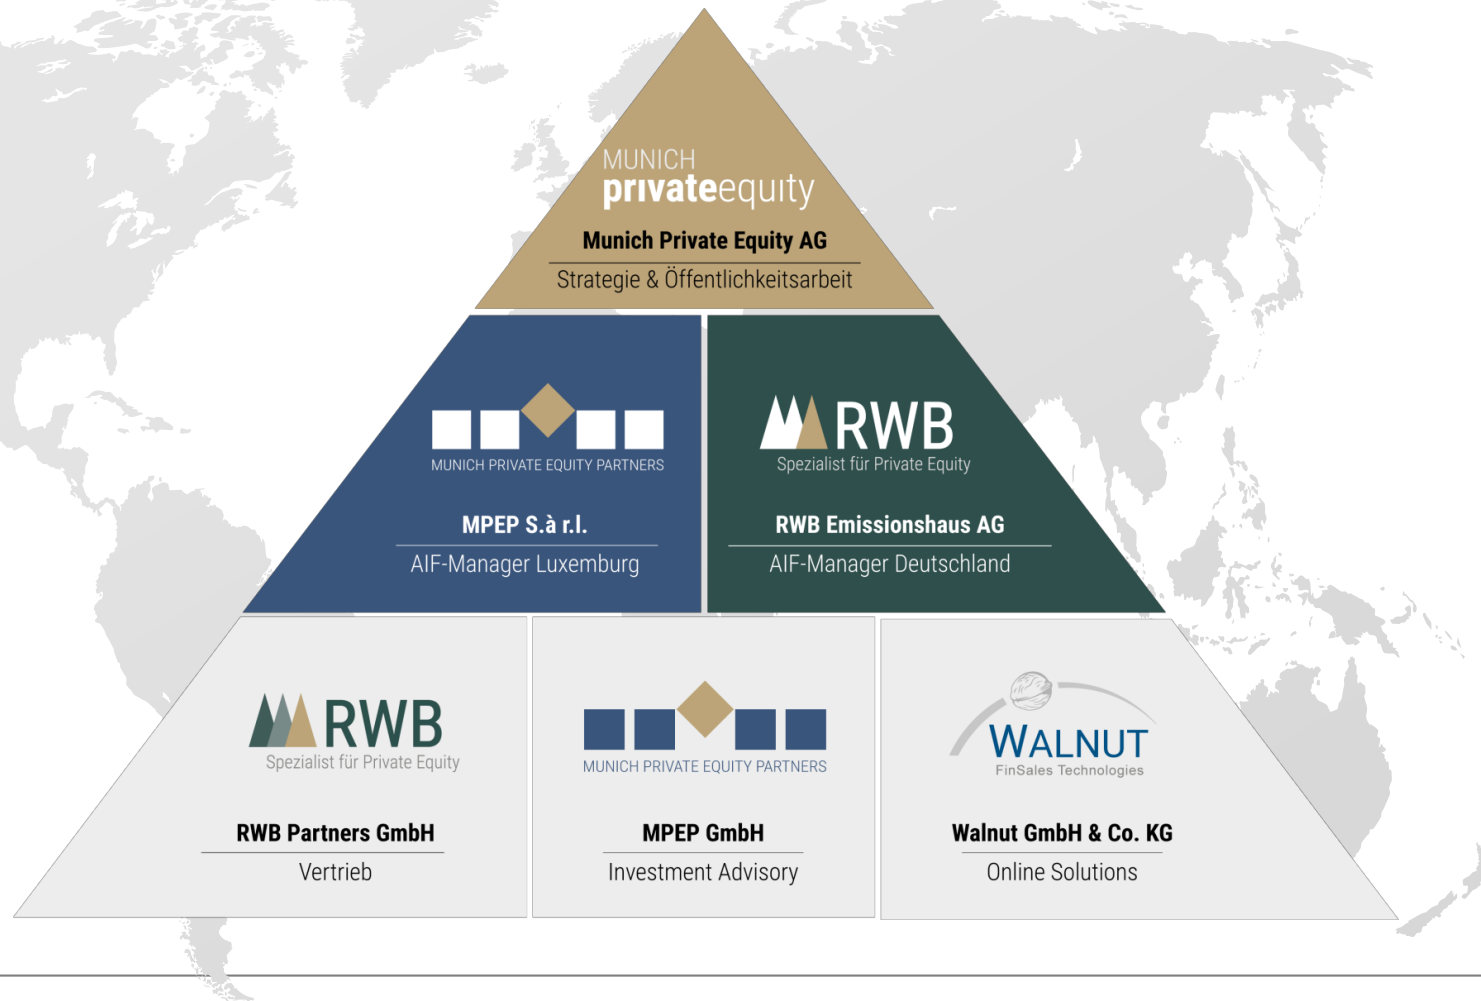 MUNICH
privateequity
Munich Private Equity AG
Strategie & Öffentlichkeitsarbeit
MUNICH PRIVATE EQUITY PARTNERS
MPEP S.à r.l.
AIF-Manager Luxemburg
RWB
Spezialist für Private Equity
RWB Emissionshaus AG
AIF-Manager Deutschland
RWB
Spezialist für Private Equity
RWB Partners GmbH
Vertrieb
MUNICH PRIVATE EQUITY PARTNERS
MPEP GmbH
Investment Advisory
WALNUT
FinSales Technologies
Walnut GmbH & Co. KG
Online Solutions